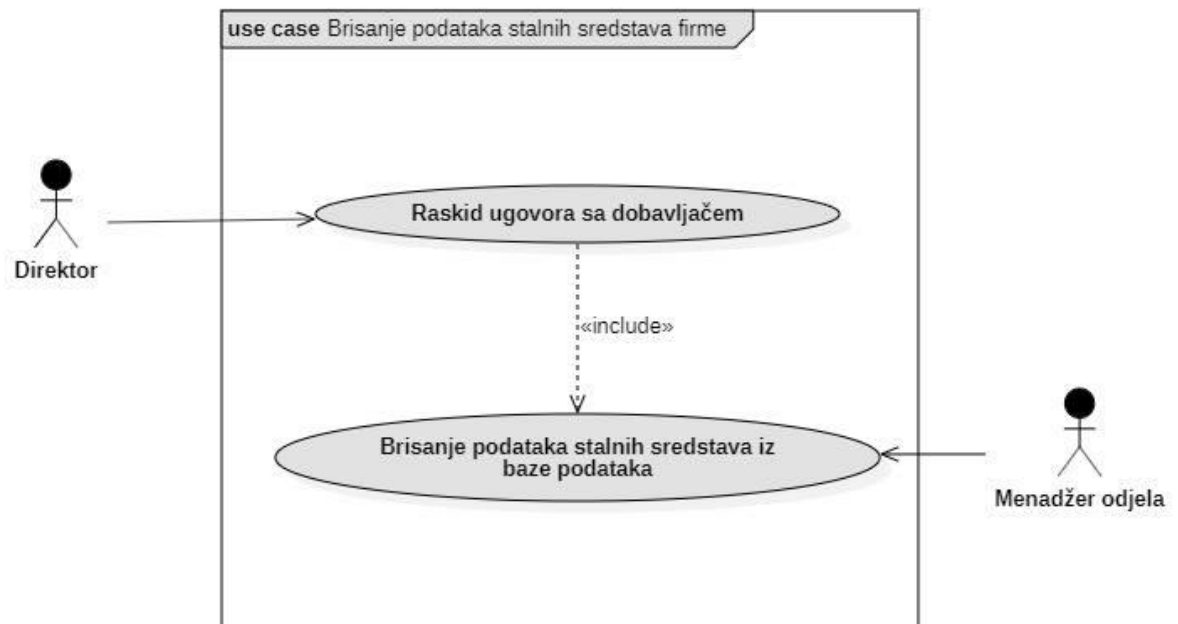 use case Brisanje podataka stalnih sredstava firme
Raskid ugovora sa dobavljačem
Direktor
«include»
Brisanje podataka stalnih sredstava iz
baze podataka
Menadžer odjela